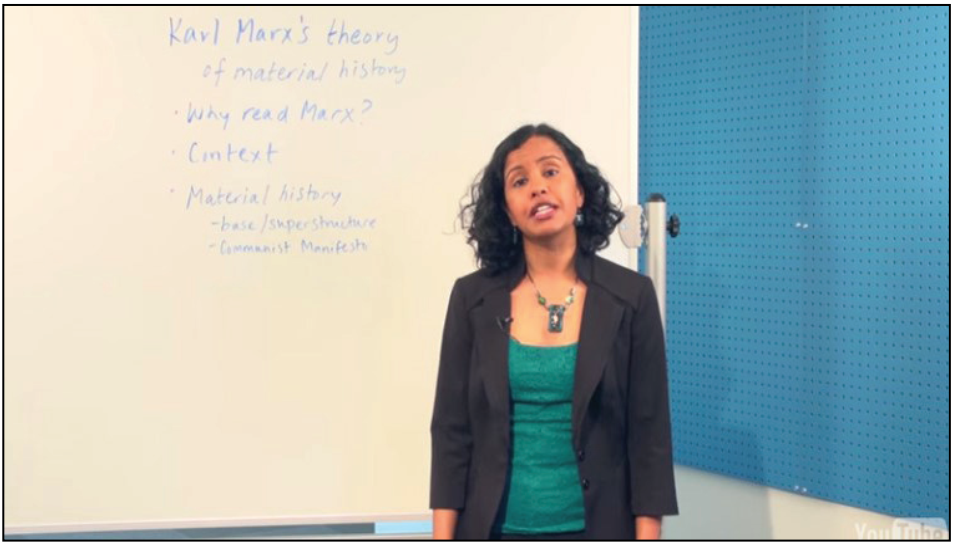 Karl Marx's theory
of material history
· Why read Marx?
· Context
· Material history
- base/superstructure
- Communist Manifesto
YouTube